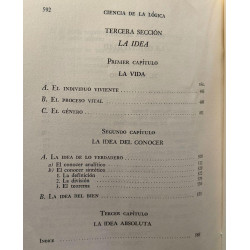 592 CIENCIA DE LA LÓGICA
TERCERA SECCIÓN
LA IDEA
PRIMER CAPÍTULO
LA VIDA
A. EL INDIVIDUO VIVIENTE
B. EL PROCESO VITAL
C. EL GÉNERO
SEGUNDO CAPÍTULO
LA IDEA DEL CONOCER
A. LA IDEA DE LO VERDADERO
a) El conocer analítico
b) El conocer sintético
1. La definición
2. La división
3. El teorema
B. LA IDEA DEL BIEN
TERCER CAPÍTULO
LA IDEA ABSOLUTA
ÍNDICE